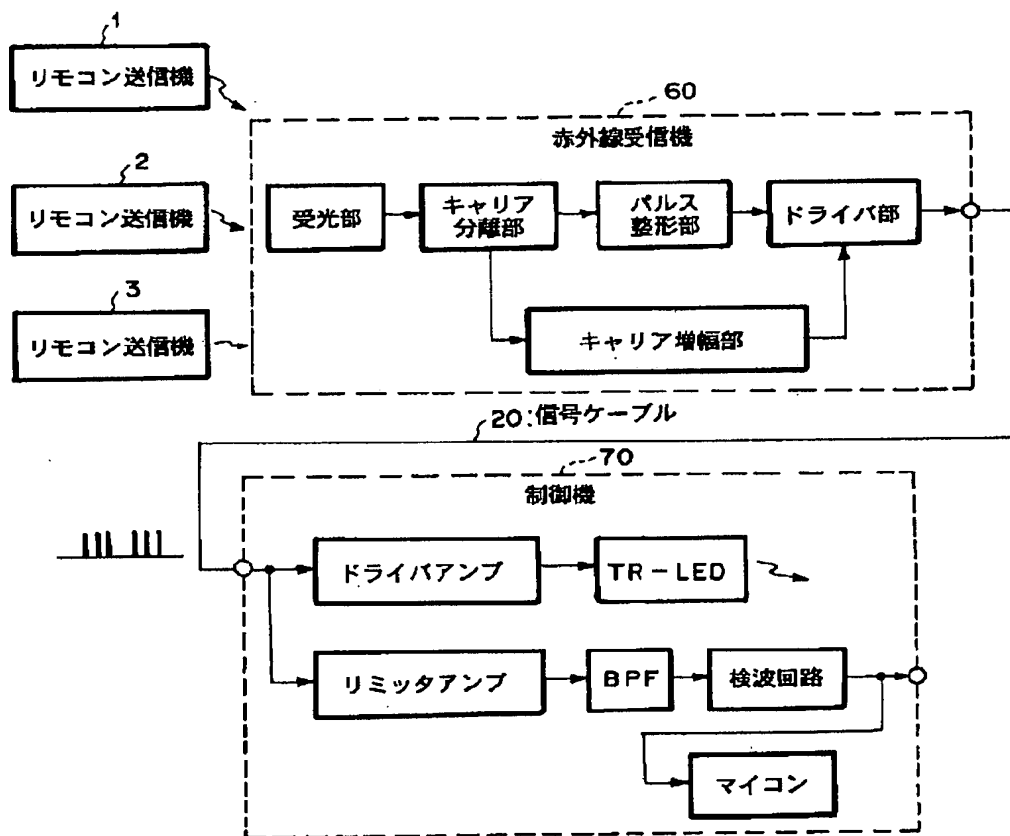 1
リモコン送信機
60
赤外線受信機
2
リモコン送信機
受光部
キャリア
分離部
パルス
整形部
ドライバ部
3
リモコン送信機
キャリア増幅部
20:信号ケーブル
70
制御機
ドライバアンプ
TR-LED
リミッタアンプ
BPF
検波回路
マイコン